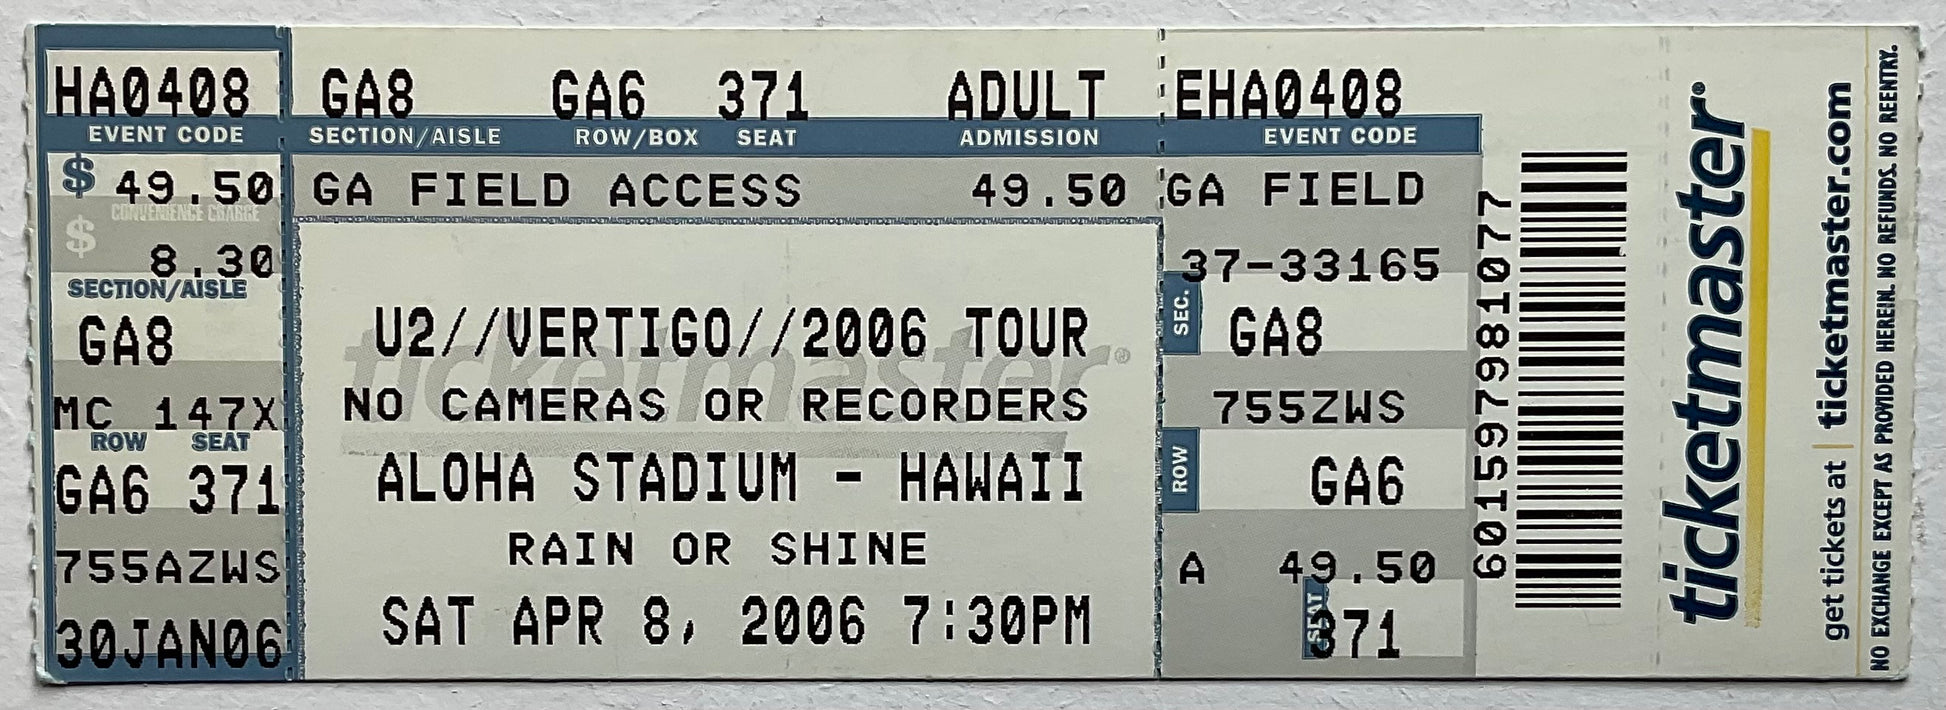 HA0408
EVENT CODE
$ 49.50
CONVENIENCE CHARGE
$ 8.30
SECTION/AISLE
GA8
MC 147X
ROW SEAT
GA6 371
755AZWS
30JAN06
GA8 GA6 371 ADULT
SECTION/AISLE ROW/BOX SEAT ADMISSION
GA FIELD ACCESS 49.50
ticketmaster®
U2//VERTIGO//2006 TOUR
NO CAMERAS OR RECORDERS
ALOHA STADIUM - HAWAII
RAIN OR SHINE
SAT APR 8, 2006 7:30PM
EHA0408
EVENT CODE
GA FIELD
37-33165
SEC. GA8
755ZWS
ROW GA6
A 49.50
SEAT 371
601597981077
ticketmaster®
get tickets at | ticketmaster.com
NO EXCHANGE EXCEPT AS PROVIDED HEREIN. NO REFUNDS. NO REENTRY.